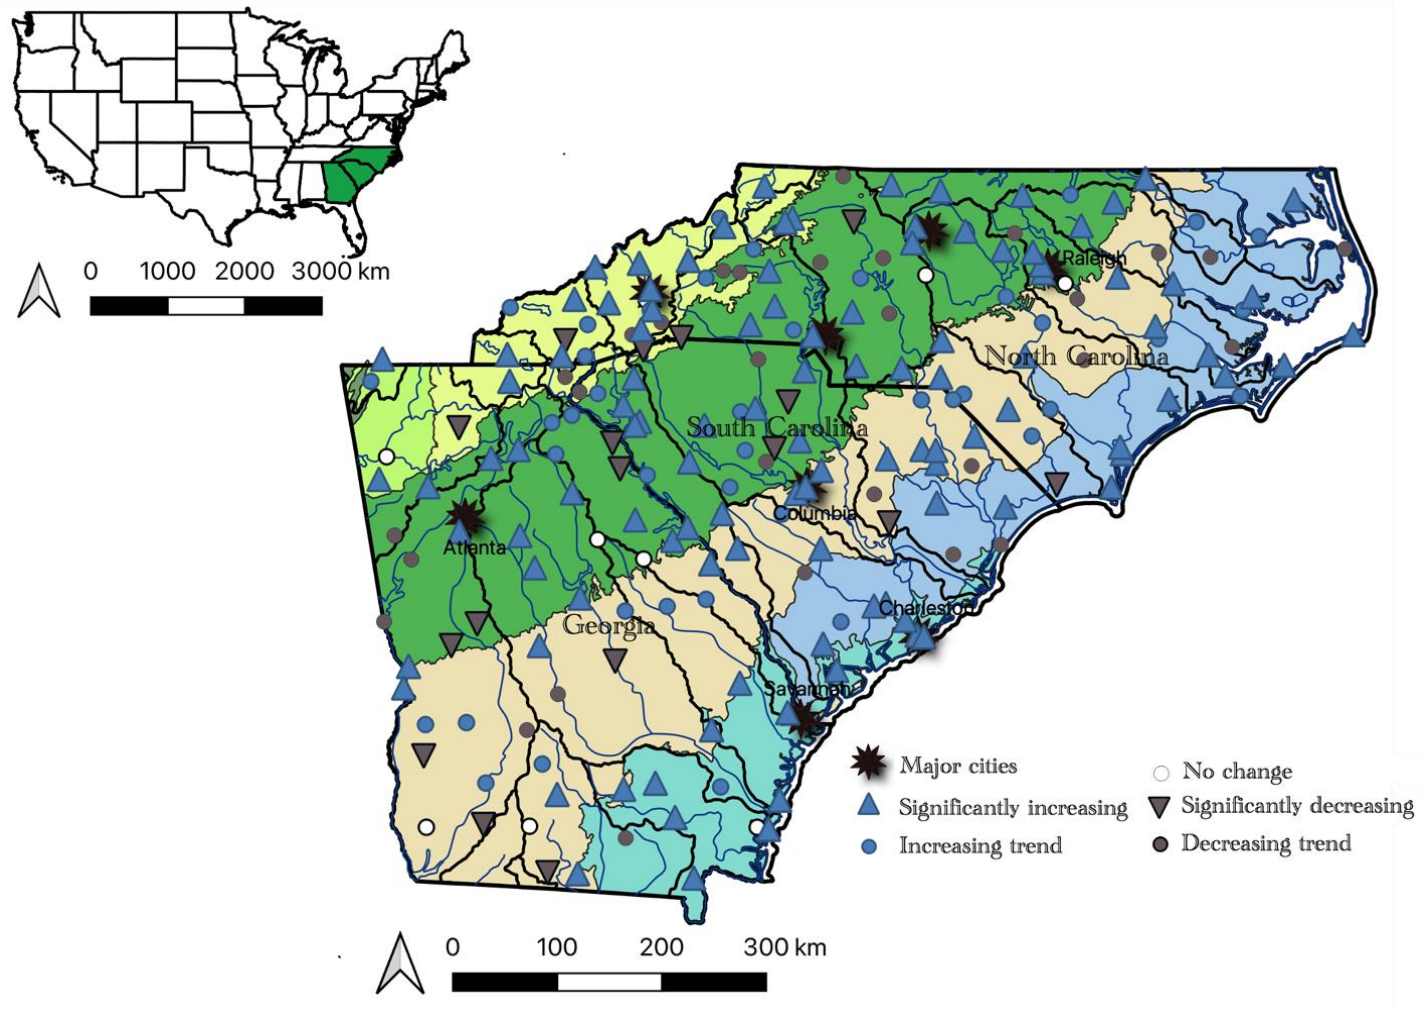 0 1000 2000 3000 km
Raleigh
North Carolina
South Carolina
Columbia
Atlanta
Charleston
Georgia
Savannah
Major cities
No change
Significantly increasing
Significantly decreasing
Increasing trend
Decreasing trend
0 100 200 300 km